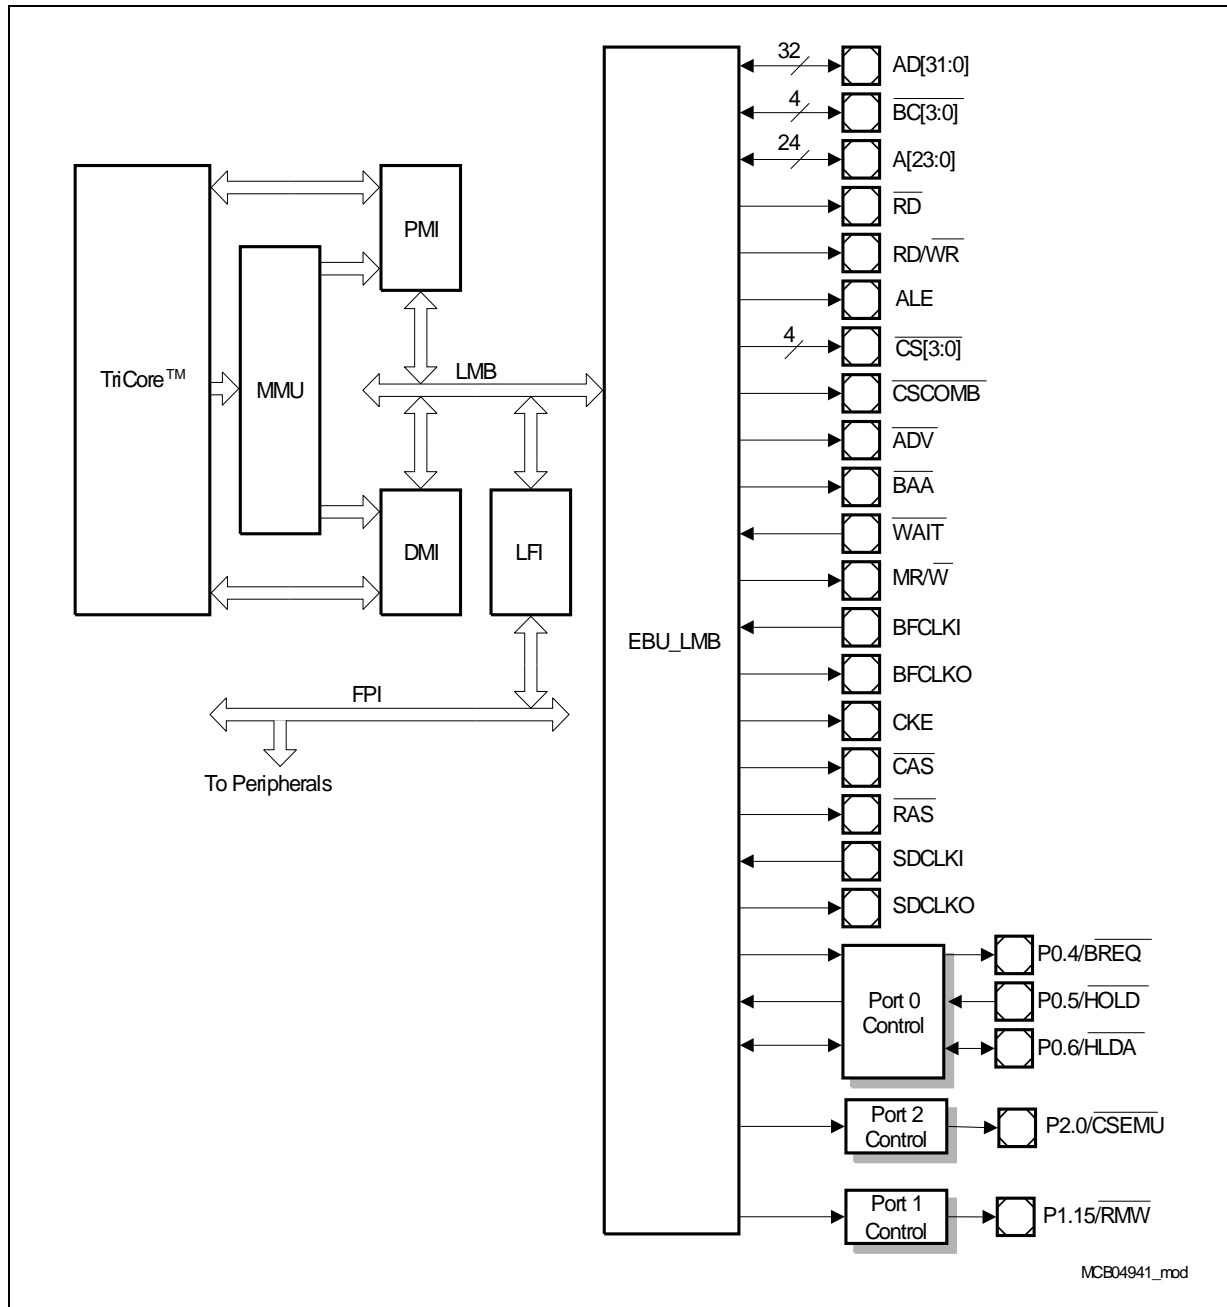 32
AD[31:0]
4
BC[3:0]
24
A[23:0]
RD
PMI
RD/WR
ALE
4
CS[3:0]
TriCore™
MMU
LMB
CSCOMB
ADV
BAA
DMI
LFI
WAIT
MR/W
EBU_LMB
BFCLKI
BFCLKO
FPI
CKE
To Peripherals
CAS
RAS
SDCLKI
SDCLKO
P0.4/BREQ
Port 0
Control
P0.5/HOLD
P0.6/HLDA
Port 2
Control
P2.0/CSEMU
Port 1
Control
P1.15/RMW
MCB04941_mod